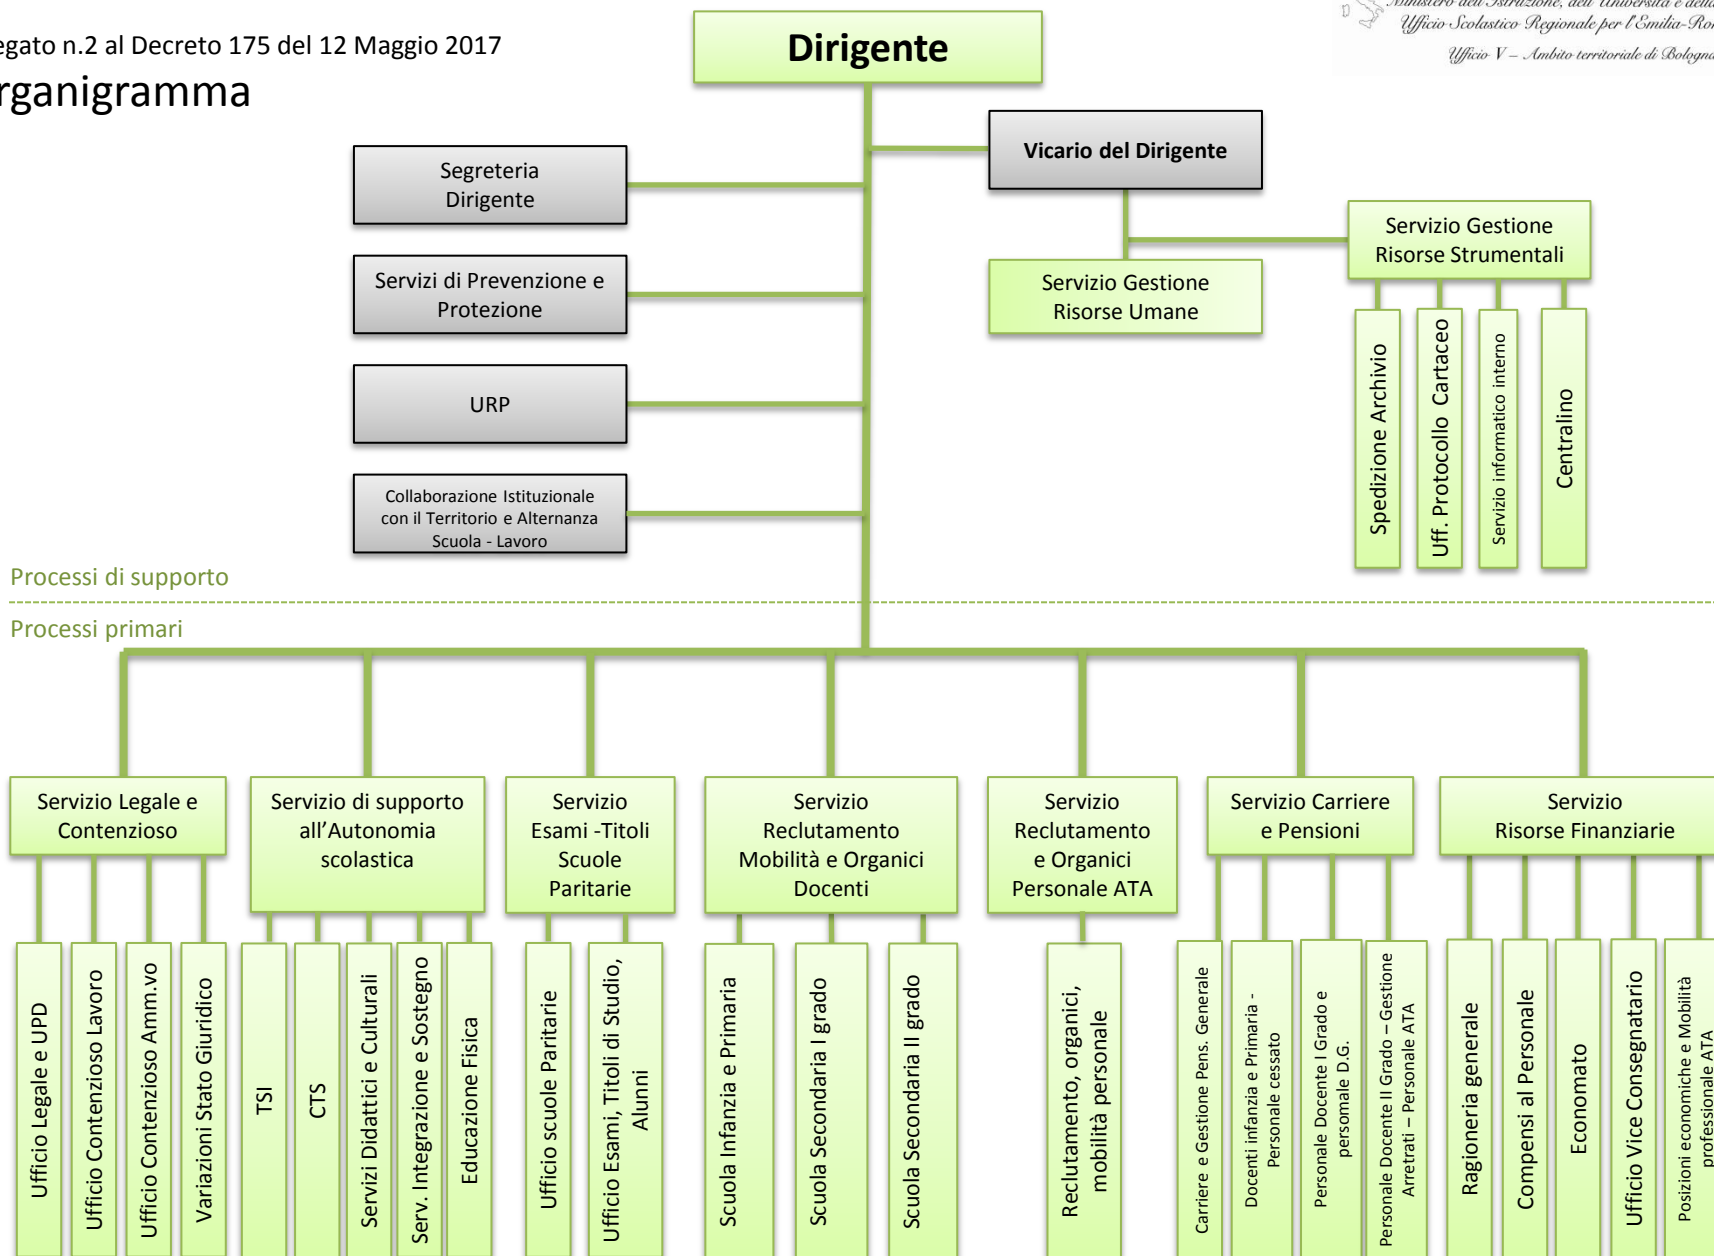 egato n.2 al Decreto 175 del 12 Maggio 2017
rganigramma
Ministero dell'Istruzione, dell'Università e della
Ufficio Scolastico Regionale per l'Emilia-Ro
Ufficio V – Ambito territoriale di Bologna
Dirigente
Vicario del Dirigente
Segreteria
Dirigente
Servizi di Prevenzione e
Protezione
URP
Collaborazione Istituzionale
con il Territorio e Alternanza
Scuola - Lavoro
Servizio Gestione
Risorse Umane
Servizio Gestione
Risorse Strumentali
Spedizione Archivio
Uff. Protocollo Cartaceo
Servizio informatico interno
Centralino
Processi di supporto
Processi primari
Servizio Legale e
Contenzioso
Servizio di supporto
all’Autonomia
scolastica
Servizio
Esami -Titoli
Scuole
Paritarie
Servizio
Reclutamento
Mobilità e Organici
Docenti
Servizio
Reclutamento
e Organici
Personale ATA
Servizio Carriere
e Pensioni
Servizio
Risorse Finanziarie
Ufficio Legale e UPD
Ufficio Contenzioso Lavoro
Ufficio Contenzioso Amm.vo
Variazioni Stato Giuridico
TSI
CTS
Servizi Didattici e Culturali
Serv. Integrazione e Sostegno
Educazione Fisica
Ufficio scuole Paritarie
Ufficio Esami, Titoli di Studio,
Alunni
Scuola Infanzia e Primaria
Scuola Secondaria I grado
Scuola Secondaria II grado
Reclutamento, organici,
mobilità personale
Carriere e Gestione Pens. Generale
Docenti infanzia e Primaria -
Personale cessato
Personale Docente I Grado e
personale D.G.
Personale Docente II Grado – Gestione
Arretrati – Personale ATA
Ragioneria generale
Compensi al Personale
Economato
Ufficio Vice Consegnatario
Posizioni economiche e Mobilità
professionale ATA